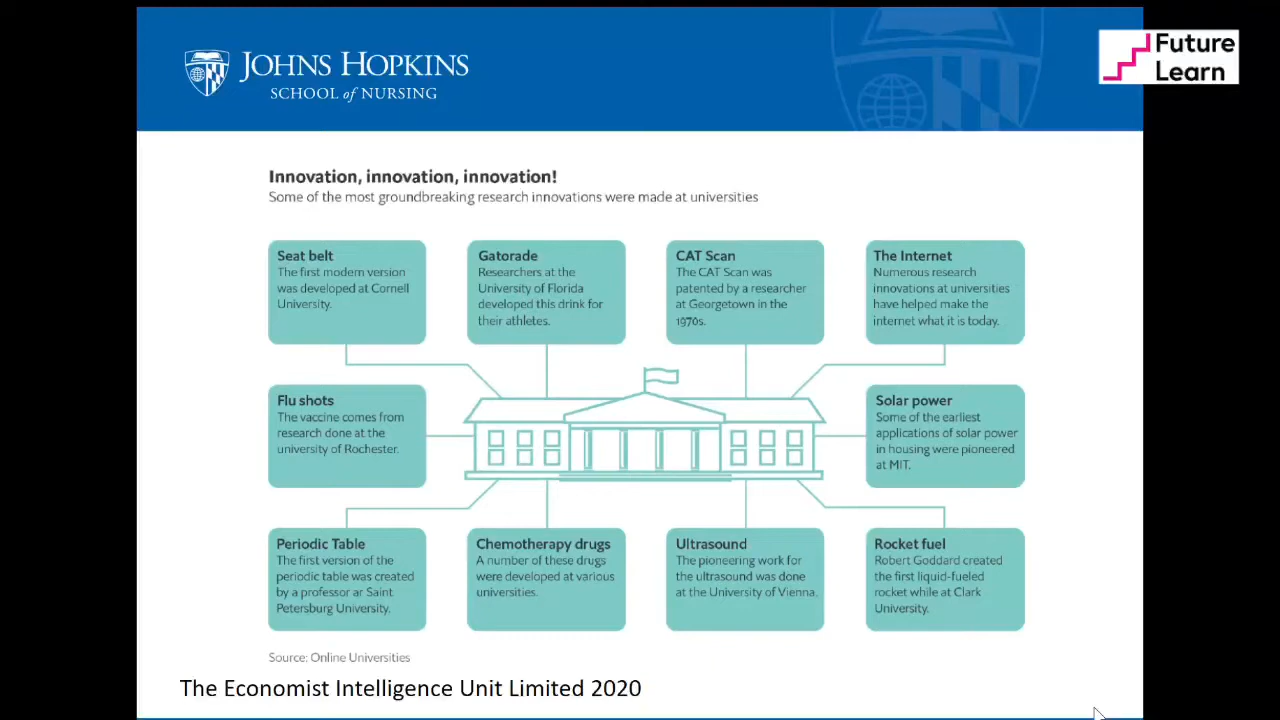 JOHNS HOPKINS
SCHOOL of NURSING
Future
Learn
Innovation, innovation, innovation!
Some of the most groundbreaking research innovations were made at universities
Seat belt
The first modern version
was developed at Cornell
University.
Gatorade
Researchers at the
University of Florida
developed this drink for
their athletes.
CAT Scan
The CAT Scan was
patented by a researcher
at Georgetown in the
1970s.
The Internet
Numerous research
innovations at universities
have helped make the
internet what it is today.
Flu shots
The vaccine comes from
research done at the
university of Rochester.
Solar power
Some of the earliest
applications of solar power
in housing were pioneered
at MIT.
Periodic Table
The first version of the
periodic table was created
by a professor ar Saint
Petersburg University.
Chemotherapy drugs
A number of these drugs
were developed at various
universities.
Ultrasound
The pioneering work for
the ultrasound was done
at the University of Vienna.
Rocket fuel
Robert Goddard created
the first liquid-fueled
rocket while at Clark
University.
Source: Online Universities
The Economist Intelligence Unit Limited 2020